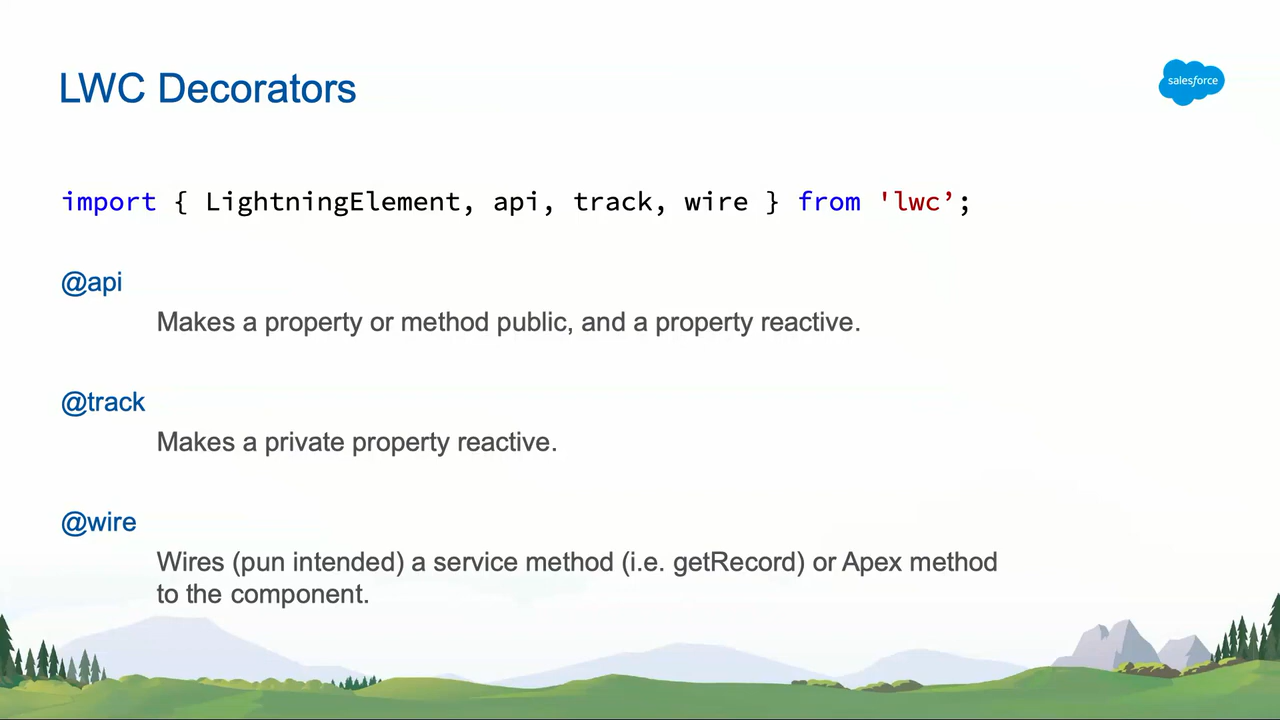 LWC Decorators
salesforce
import { LightningElement, api, track, wire } from 'lwc’;
@api
Makes a property or method public, and a property reactive.
@track
Makes a private property reactive.
@wire
Wires (pun intended) a service method (i.e. getRecord) or Apex method
to the component.